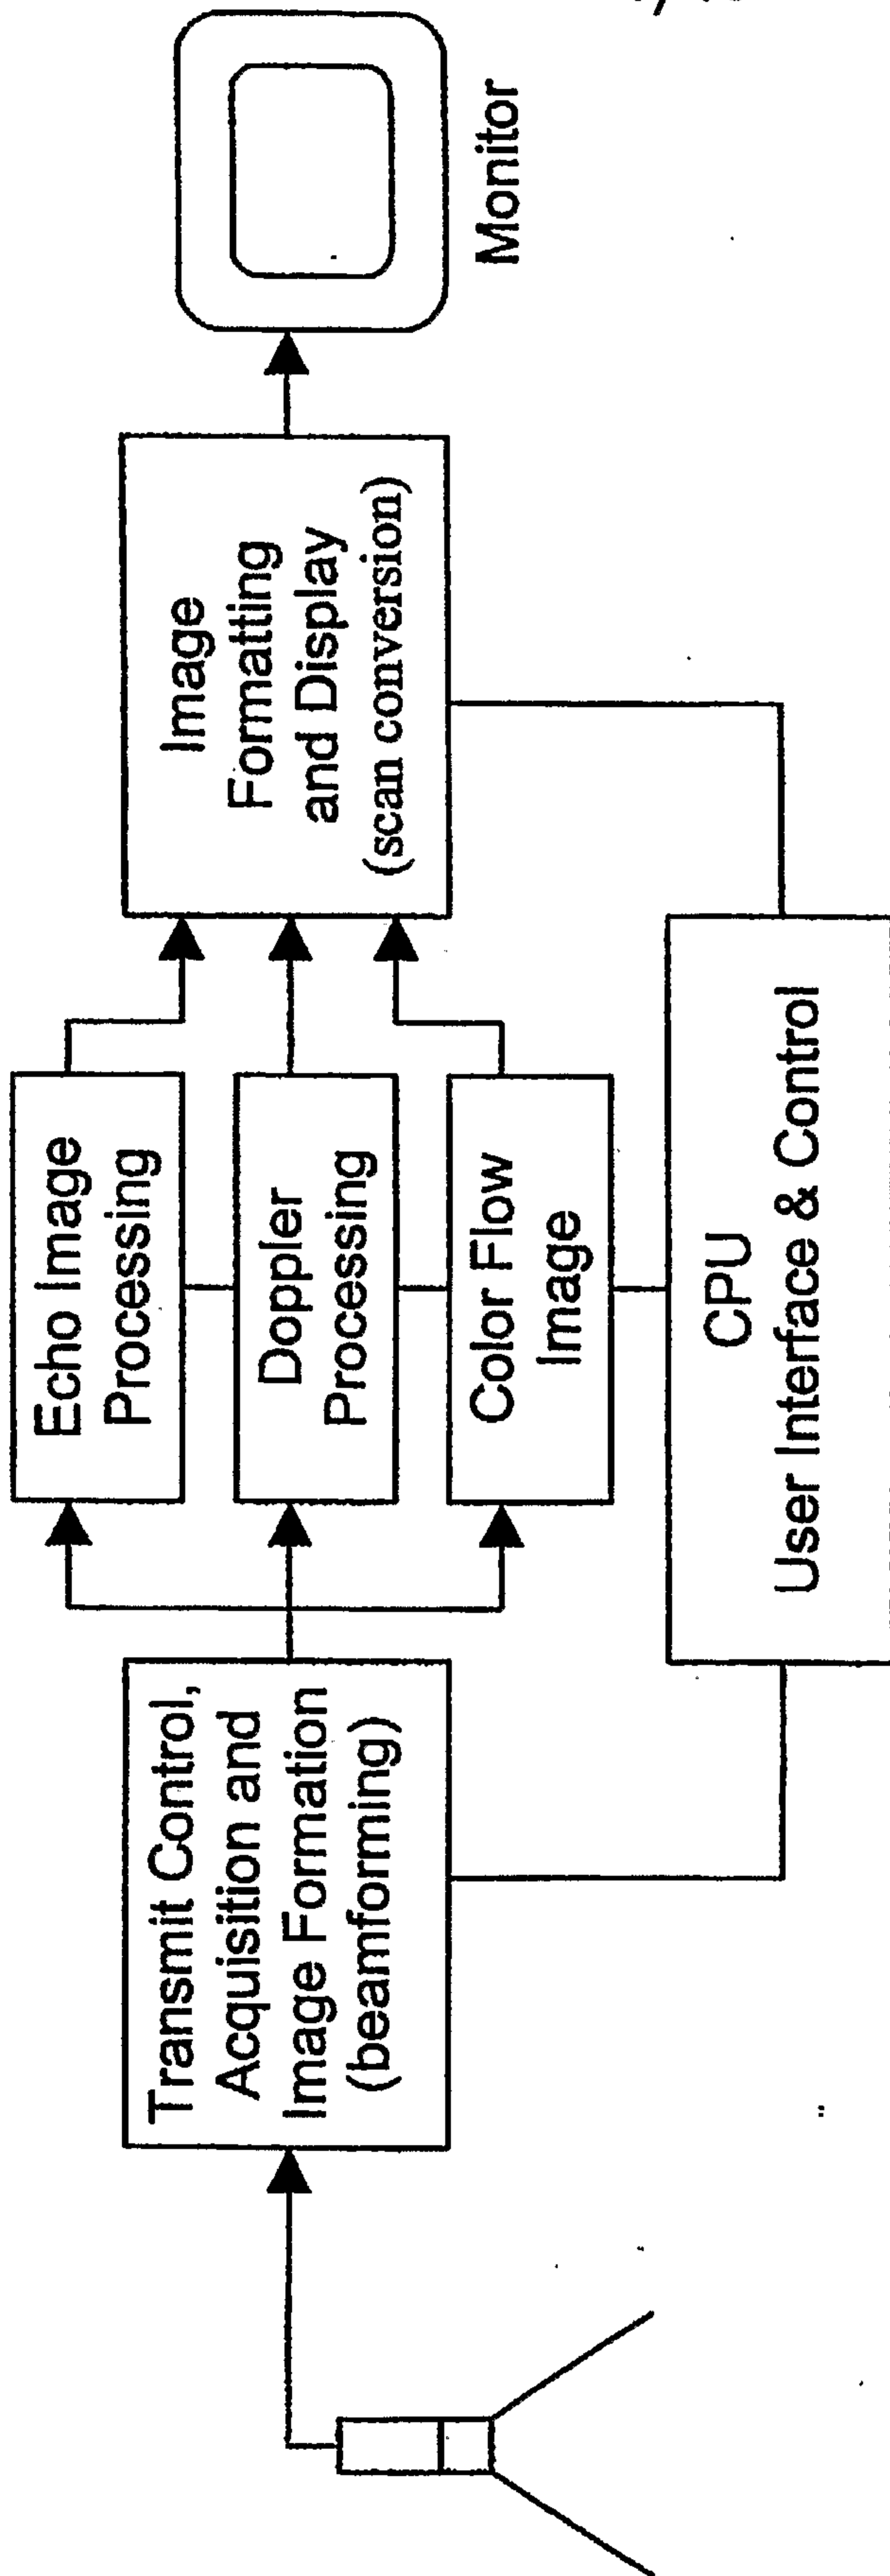 Transmit Control,
Acquisition and
Image Formation
(beamforming)
Echo Image
Processing
Doppler
Processing
Color Flow
Image
Image
Formatting
and Display
(scan conversion)
Monitor
CPU
User Interface & Control